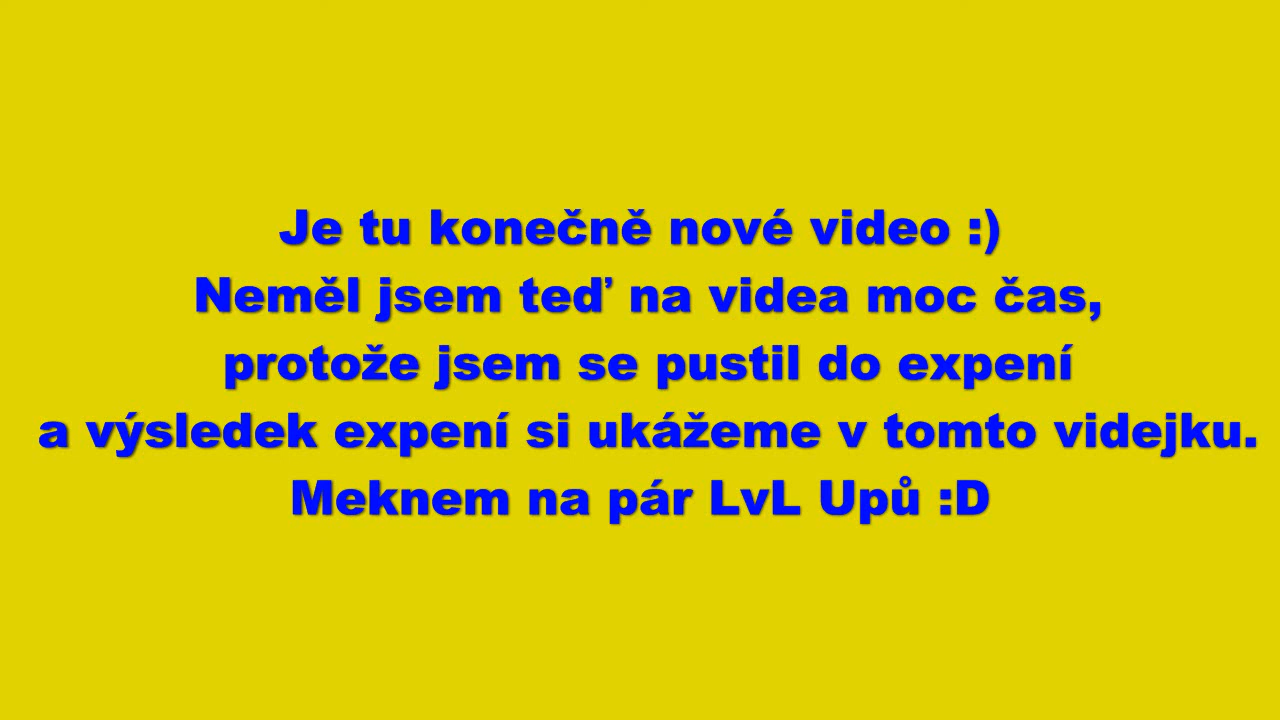 Je tu konečně nové video :)
Neměl jsem teď na videa moc čas,
protože jsem se pustil do expení
a výsledek expení si ukážeme v tomto videjku.
Meknem na pár LvL Upů :D